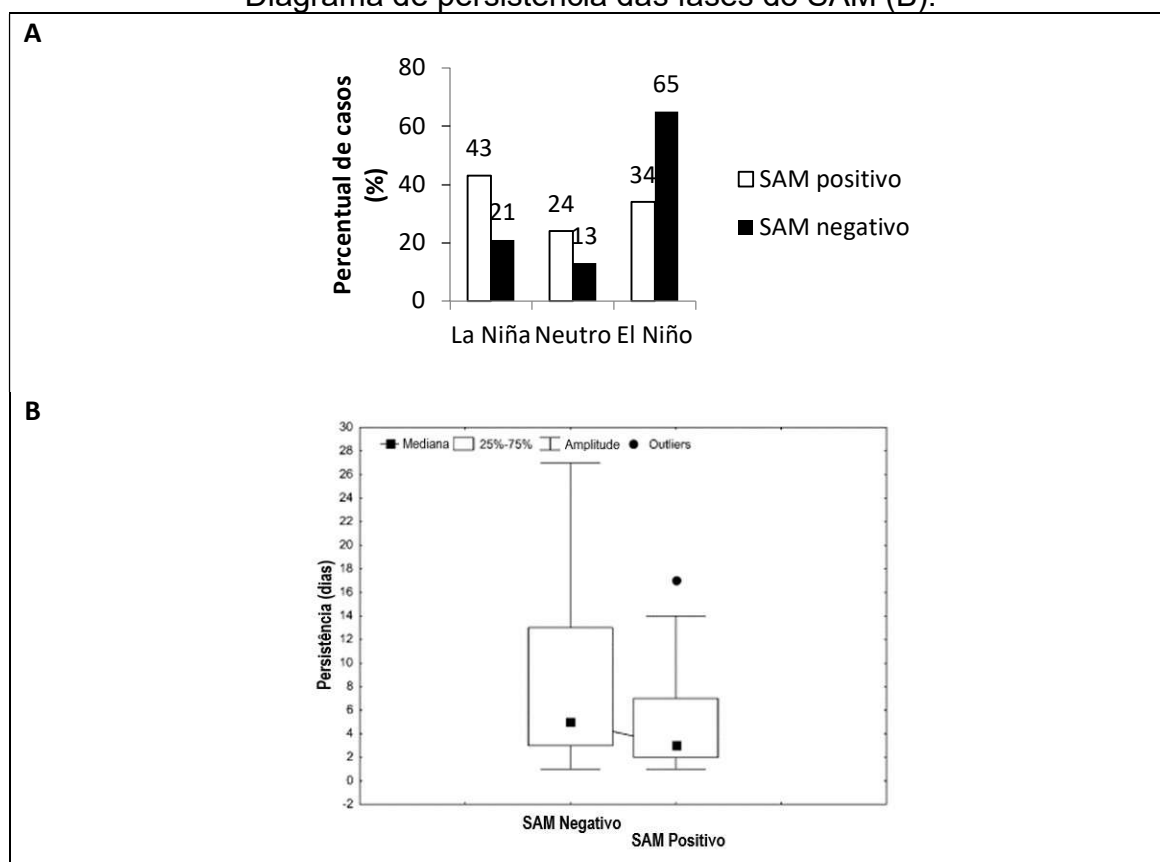 Diagrama de persistência das fases do SAM (B).
A
Percentual de casos
(%)
80
60
40
20
0
43
21
24
13
34
65
La Niña Neutro El Niño
SAM positivo
SAM negativo
B
Persistência (dias)
30
28
26
24
22
20
18
16
14
12
10
8
6
4
2
0
-2
Mediana 25%-75% Amplitude Outliers
SAM Negativo
SAM Positivo